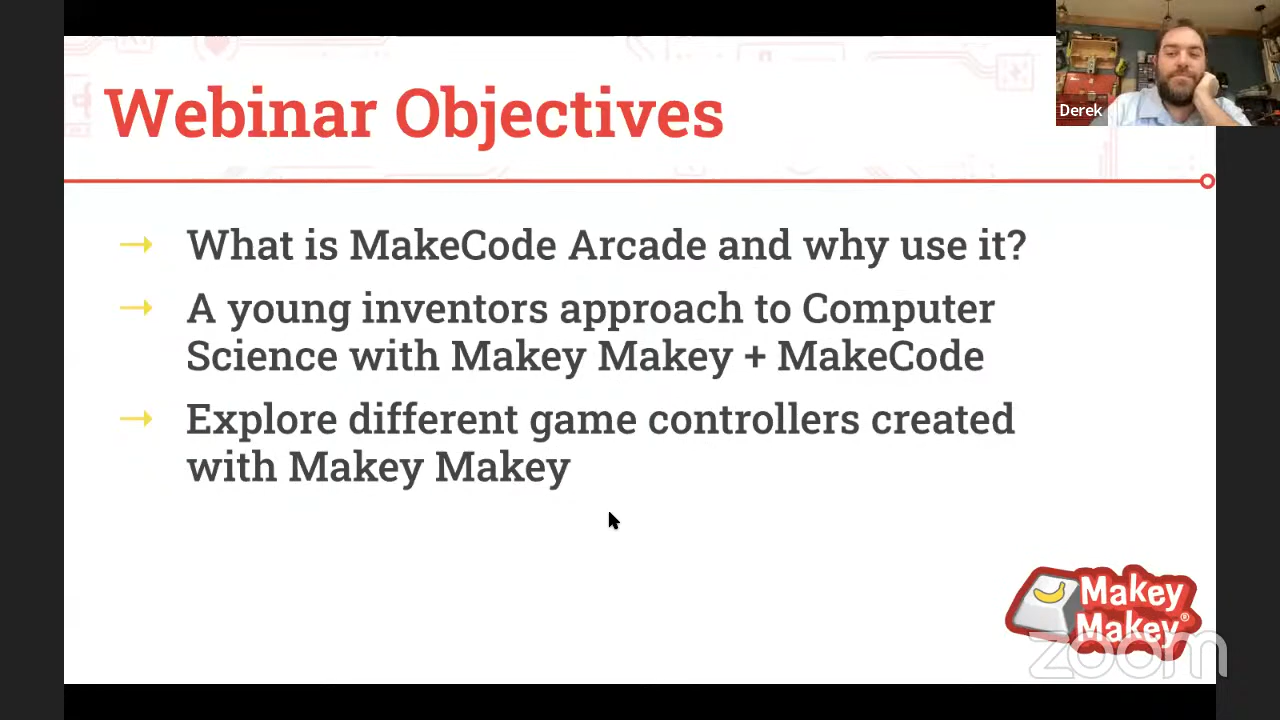 Webinar Objectives
Derek
→ What is MakeCode Arcade and why use it?
→ A young inventors approach to Computer
Science with Makey Makey + MakeCode
→ Explore different game controllers created
with Makey Makey
Makey
Makey®
zoom